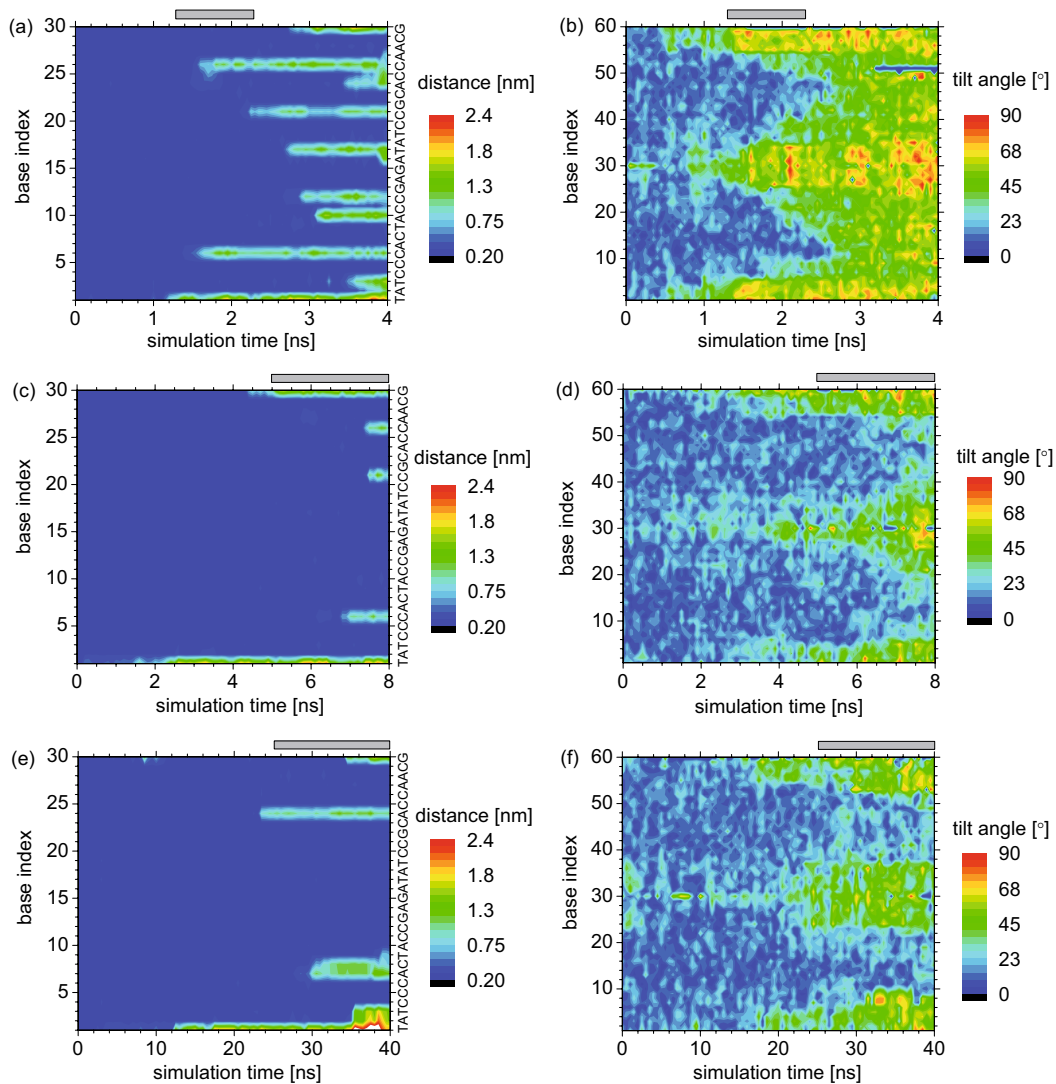 (a)
30
25
20
15
10
5
base index
0 1 2 3 4
simulation time [ns]
TATCCCACTACCGAGATATCCGCACCAACG
distance [nm]
2.4
1.8
1.3
0.75
0.20
(b)
60
50
40
30
20
10
base index
0 1 2 3 4
simulation time [ns]
tilt angle [°]
90
68
45
23
0
(c)
30
25
20
15
10
5
base index
0 2 4 6 8
simulation time [ns]
TATCCCACTACCGAGATATCCGCACCAACG
distance [nm]
2.4
1.8
1.3
0.75
0.20
(d)
60
50
40
30
20
10
base index
0 2 4 6 8
simulation time [ns]
tilt angle [°]
90
68
45
23
0
(e)
30
25
20
15
10
5
base index
0 10 20 30 40
simulation time [ns]
TATCCCACTACCGAGATATCCGCACCAACG
distance [nm]
2.4
1.8
1.3
0.75
0.20
(f)
60
50
40
30
20
10
base index
0 10 20 30 40
simulation time [ns]
tilt angle [°]
90
68
45
23
0